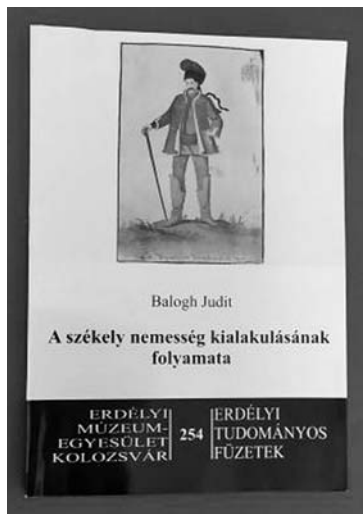 Balogh Judit
A székely nemesség kialakulásának
folyamata
ERDÉLYI
MÚZEUM-
EGYESÜLET
KOLOZSVÁR
254
ERDÉLYI
TUDOMÁNYOS
FÜZETEK